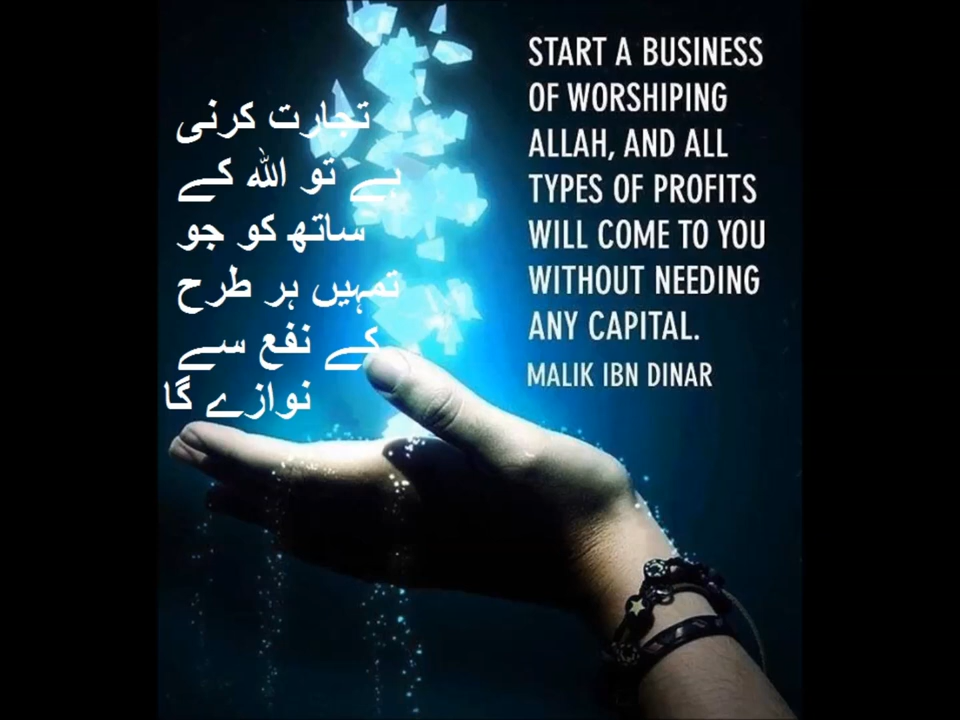 تجارت کرنی
ہے تو اللہ کے
ساتھ کو جو
تمہیں ہر طرح
کے نفع سے
نوازے گا
START A BUSINESS
OF WORSHIPING
ALLAH, AND ALL
TYPES OF PROFITS
WILL COME TO YOU
WITHOUT NEEDING
ANY CAPITAL.
MALIK IBN DINAR